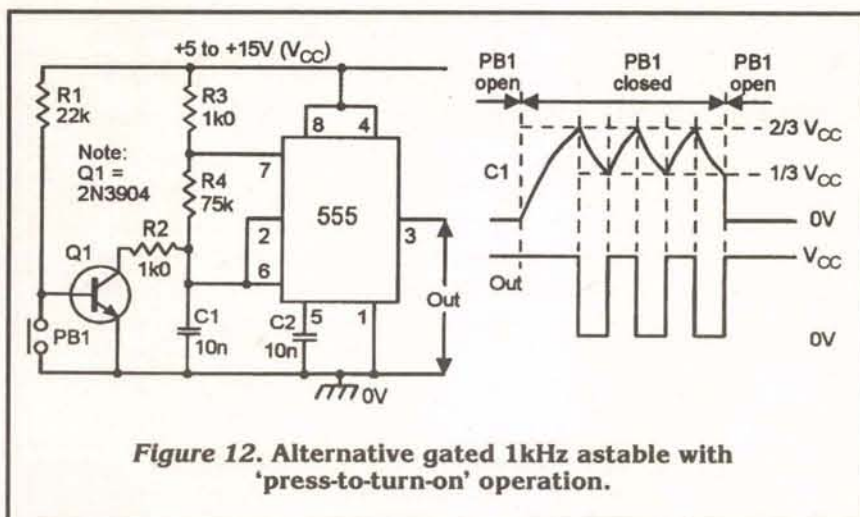 +5 to +15V (VCC)
R1
22k
R3
1k0
Note:
Q1 =
2N3904
8
4
7
R4
75k
555
R2
1k0
2
3
Q1
6
Out
C1
10n
C2
10n
5
1
PB1
0V
PB1
open
PB1
closed
PB1
open
2/3 VCC
C1
1/3 VCC
0V
VCC
Out
0V
Figure 12. Alternative gated 1kHz astable with
'press-to-turn-on' operation.